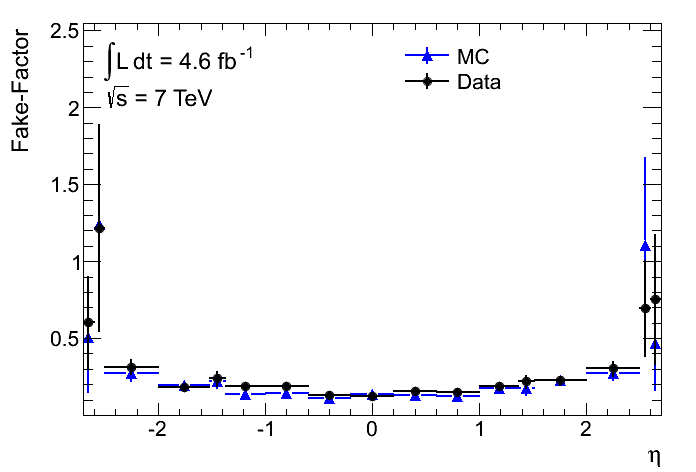 Fake-Factor
2.5
2
1.5
1
0.5
∫L dt = 4.6 fb⁻¹
√s = 7 TeV
MC
Data
-2 -1 0 1 2
η